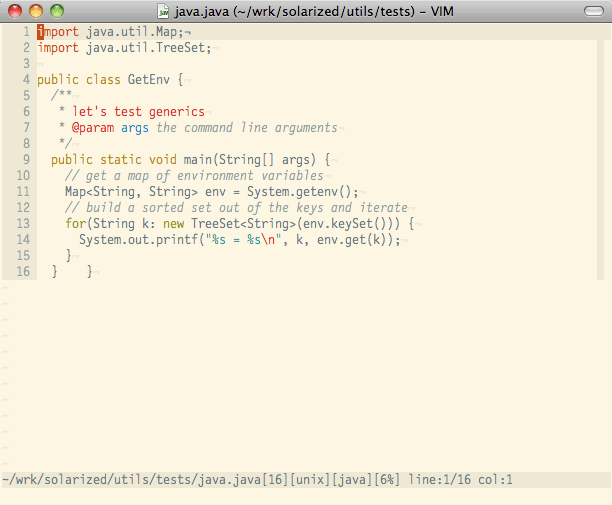 java.java (~/wrk/solarized/utils/tests) – VIM
1 import java.util.Map;¬
2 import java.util.TreeSet;¬
3 ¬
4 public class GetEnv {¬
5   /**¬
6    * let's test generics¬
7    * @param args the command line arguments¬
8    */¬
9   public static void main(String[] args) {¬
10     // get a map of environment variables¬
11     Map<String, String> env = System.getenv();¬
12     // build a sorted set out of the keys and iterate¬
13     for(String k: new TreeSet<String>(env.keySet())) {¬
14       System.out.printf("%s = %s\n", k, env.get(k));¬
15     }¬
16   }    }¬
~/wrk/solarized/utils/tests/java.java[16][unix][java][6%] line:1/16 col:1